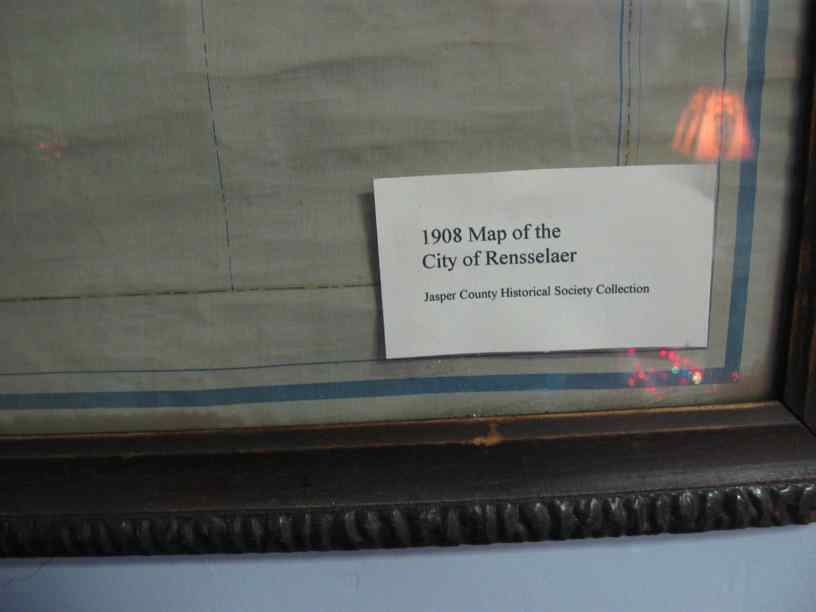 1908 Map of the
City of Rensselaer
Jasper County Historical Society Collection